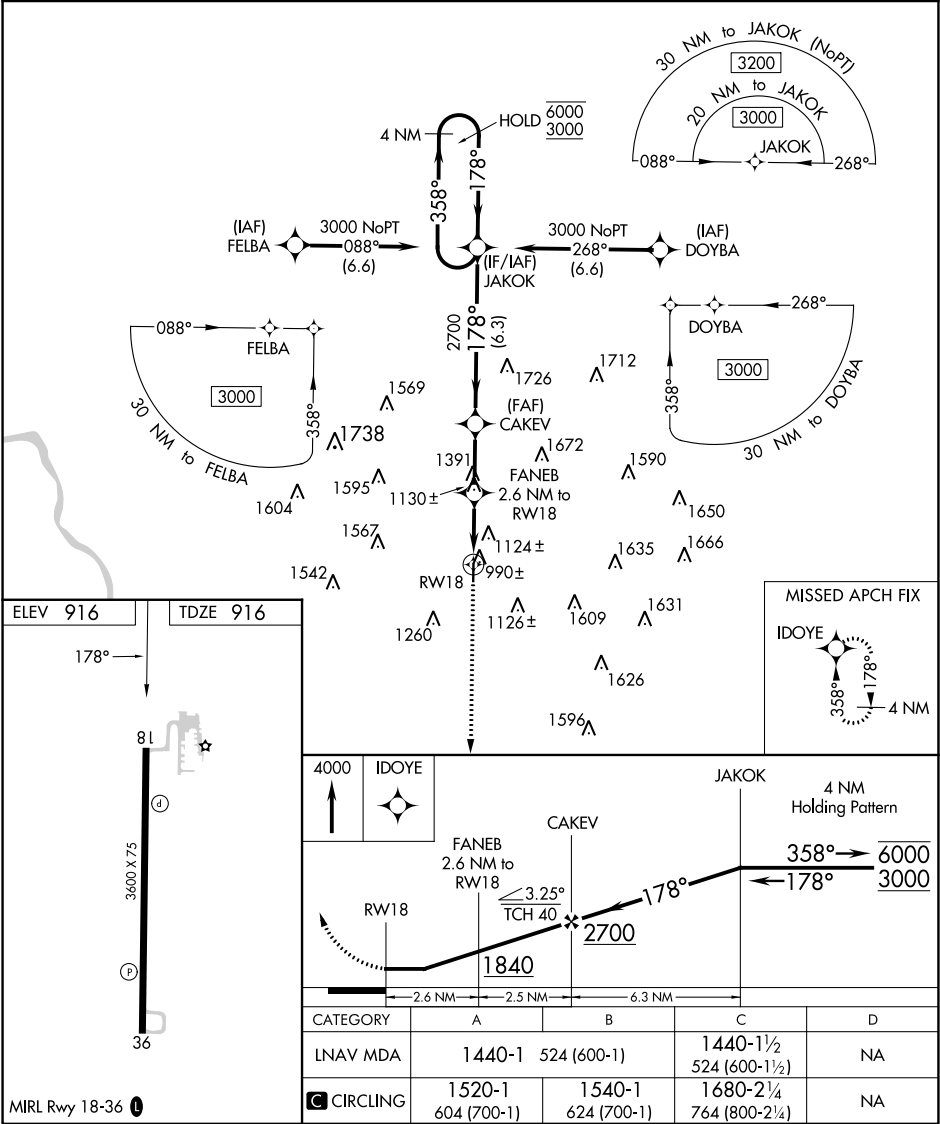 30 NM to JAKOK (NoPT)
3200
20 NM to JAKOK
3000
JAKOK
088°
268°
HOLD
6000
3000
4 NM
358°
178°
(IAF)
FELBA
3000 NoPT
088°
(6.6)
(IF/IAF)
JAKOK
3000 NoPT
268°
(6.6)
(IAF)
DOYBA
2700
178°
(6.3)
088°
FELBA
3000
358°
30 NM to FELBA
268°
DOYBA
3000
358°
30 NM to DOYBA
1569
1726
1712
1738
(FAF)
CAKEV
1672
1391
1590
1595
FANEB
2.6 NM to
RW18
1604
1130±
1650
1567
1124±
1635
1666
1542
RW18
990±
1260
1126±
1609
1631
1626
1596
MISSED APCH FIX
IDOYE
358°
178°
4 NM
ELEV 916
TDZE 916
178°
18
P
3600 X 75
P
36
MIRL Rwy 18-36 L
4000
IDOYE
JAKOK
4 NM
Holding Pattern
CAKEV
FANEB
2.6 NM to
RW18
3.25°
TCH 40
RW18
178°
358°
178°
6000
3000
2700
1840
2.6 NM
2.5 NM
6.3 NM
CATEGORY A B C D
LNAV MDA 1440-1 524 (600-1) 1440-1½ 524 (600-1½) NA
C CIRCLING 1520-1 604 (700-1) 1540-1 624 (700-1) 1680-2¼ 764 (800-2¼) NA